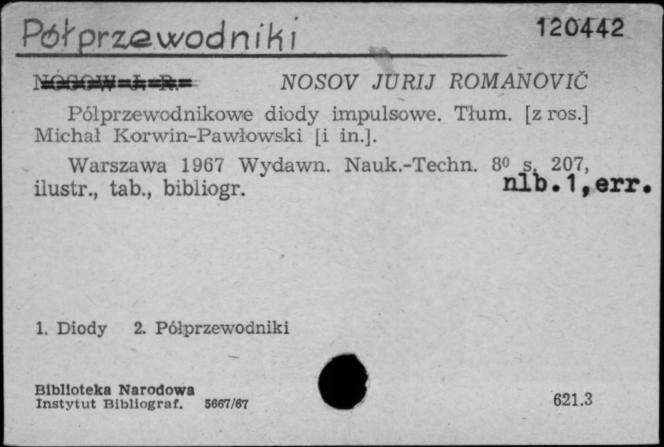 Półprzewodniki 120442
NOSOW J. R. NOSOV JURIJ ROMANOVIČ
Półprzewodnikowe diody impulsowe. Tłum. [z ros.]
Michał Korwin-Pawłowski [i in.].
Warszawa 1967 Wydawn. Nauk.-Techn. 8⁰ s. 207,
ilustr., tab., bibliogr. nlb.1,err.
1. Diody 2. Półprzewodniki
Biblioteka Narodowa
Instytut Bibliograf. 5667/67 621.3